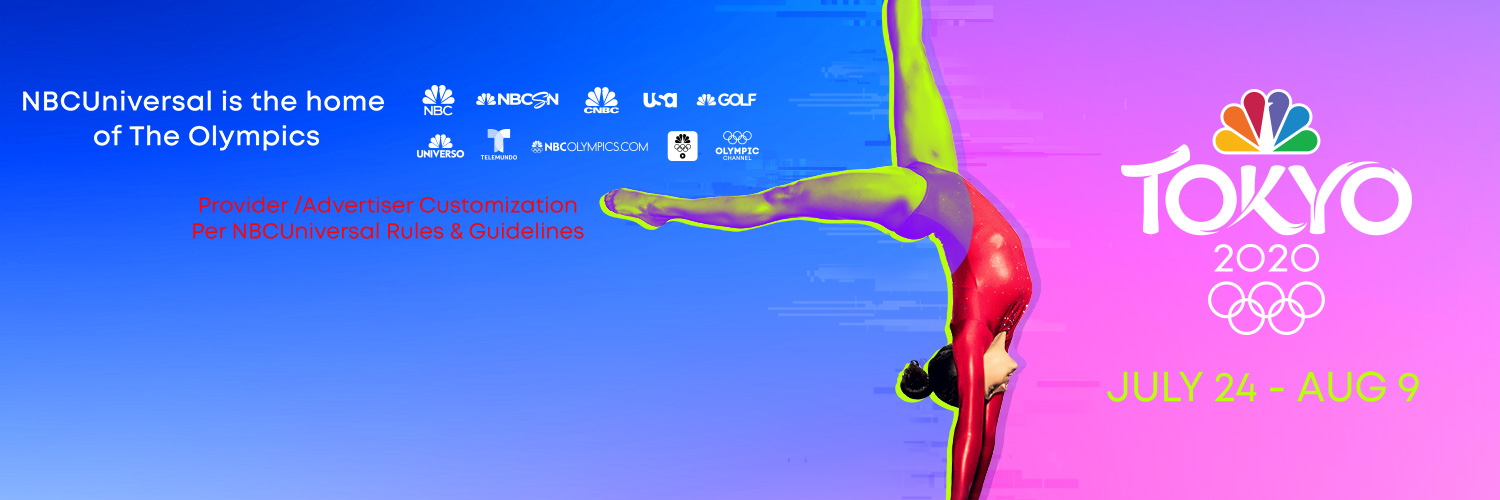 NBCUniversal is the home
of The Olympics
NBC
NBCSN
CNBC
USA
GOLF
UNIVERSO
TELEMUNDO
NBCOLYMPICS.COM
OLYMPIC
CHANNEL
Provider /Advertiser Customization
Per NBCUniversal Rules & Guidelines
TOKYO
2020
JULY 24 - AUG 9